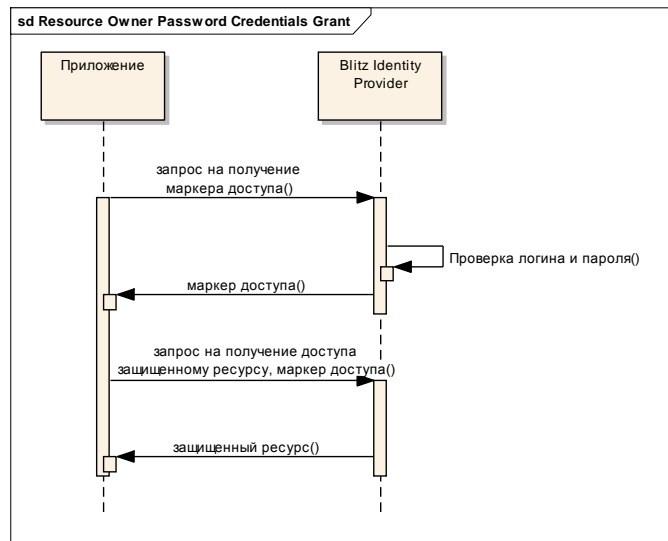 sd Resource Owner Password Credentials Grant
Приложение
Blitz Identity
Provider
запрос на получение
маркера доступа()
Проверка логина и пароля()
маркер доступа()
запрос на получение доступа
защищенному ресурсу, маркер доступа()
защищенный ресурс()